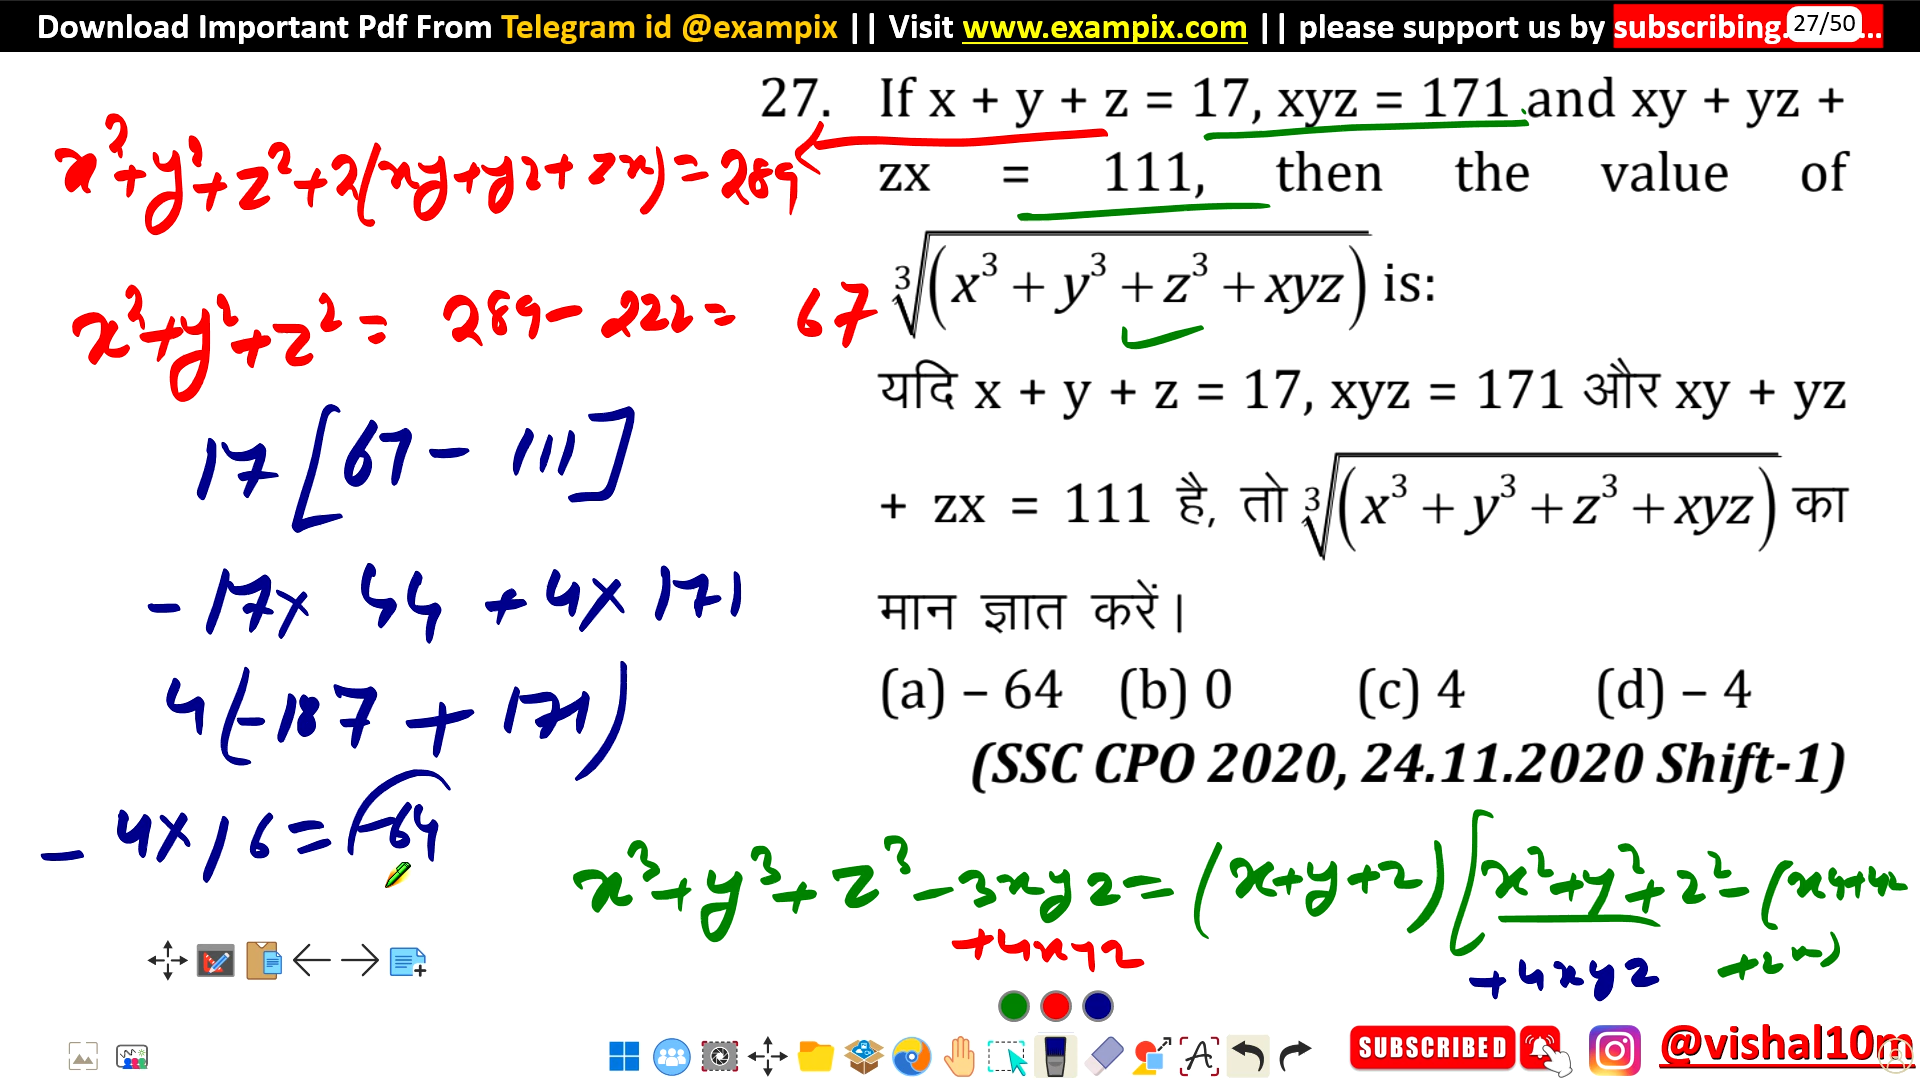 Download Important Pdf From Telegram id @exampix || Visit www.exampix.com || please support us by subscribing. ...
27/50
27. If x + y + z = 17, xyz = 171 and xy + yz +
zx = 111, then the value of
∛(x³ + y³ + z³ + xyz) is:
यदि x + y + z = 17, xyz = 171 और xy + yz
+ zx = 111 है, तो ∛(x³ + y³ + z³ + xyz) का
मान ज्ञात करें।
(a) – 64 (b) 0 (c) 4 (d) – 4
(SSC CPO 2020, 24.11.2020 Shift-1)
x²+y²+z²+2(xy+yz+zx)=289
x²+y²+z² = 289-222 = 67
17[67-111]
-17x 44 +4x 171
4(-187 + 171)
-4x16=-64
x³+y³+z³-3xyz=(x+y+z)[x²+y²+z²-(xy+yz
+zx)
+4xyz
+4xyz
SUBSCRIBED
@vishal10m